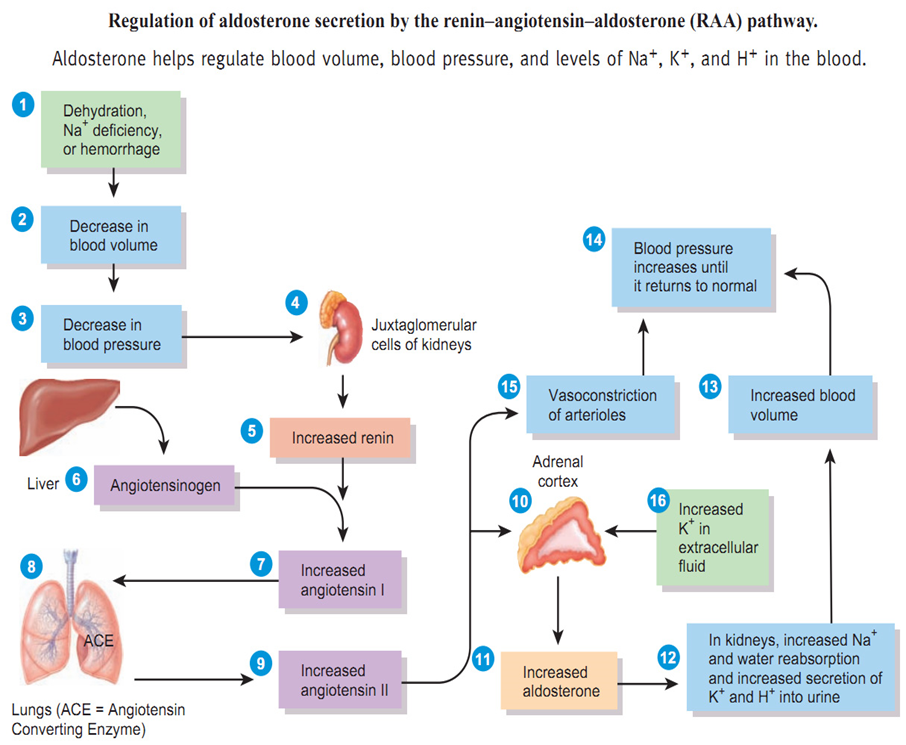 Regulation of aldosterone secretion by the renin–angiotensin–aldosterone (RAA) pathway.
Aldosterone helps regulate blood volume, blood pressure, and levels of Na+, K+, and H+ in the blood.
1
Dehydration,
Na+ deficiency,
or hemorrhage
2
Decrease in
blood volume
3
Decrease in
blood pressure
4
Juxtaglomerular
cells of kidneys
5
Increased renin
Liver
6
Angiotensinogen
7
Increased
angiotensin I
8
ACE
Lungs (ACE = Angiotensin
Converting Enzyme)
9
Increased
angiotensin II
10
Adrenal
cortex
11
Increased
aldosterone
12
In kidneys, increased Na+
and water reabsorption
and increased secretion of
K+ and H+ into urine
13
Increased blood
volume
14
Blood pressure
increases until
it returns to normal
15
Vasoconstriction
of arterioles
16
Increased
K+ in
extracellular
fluid